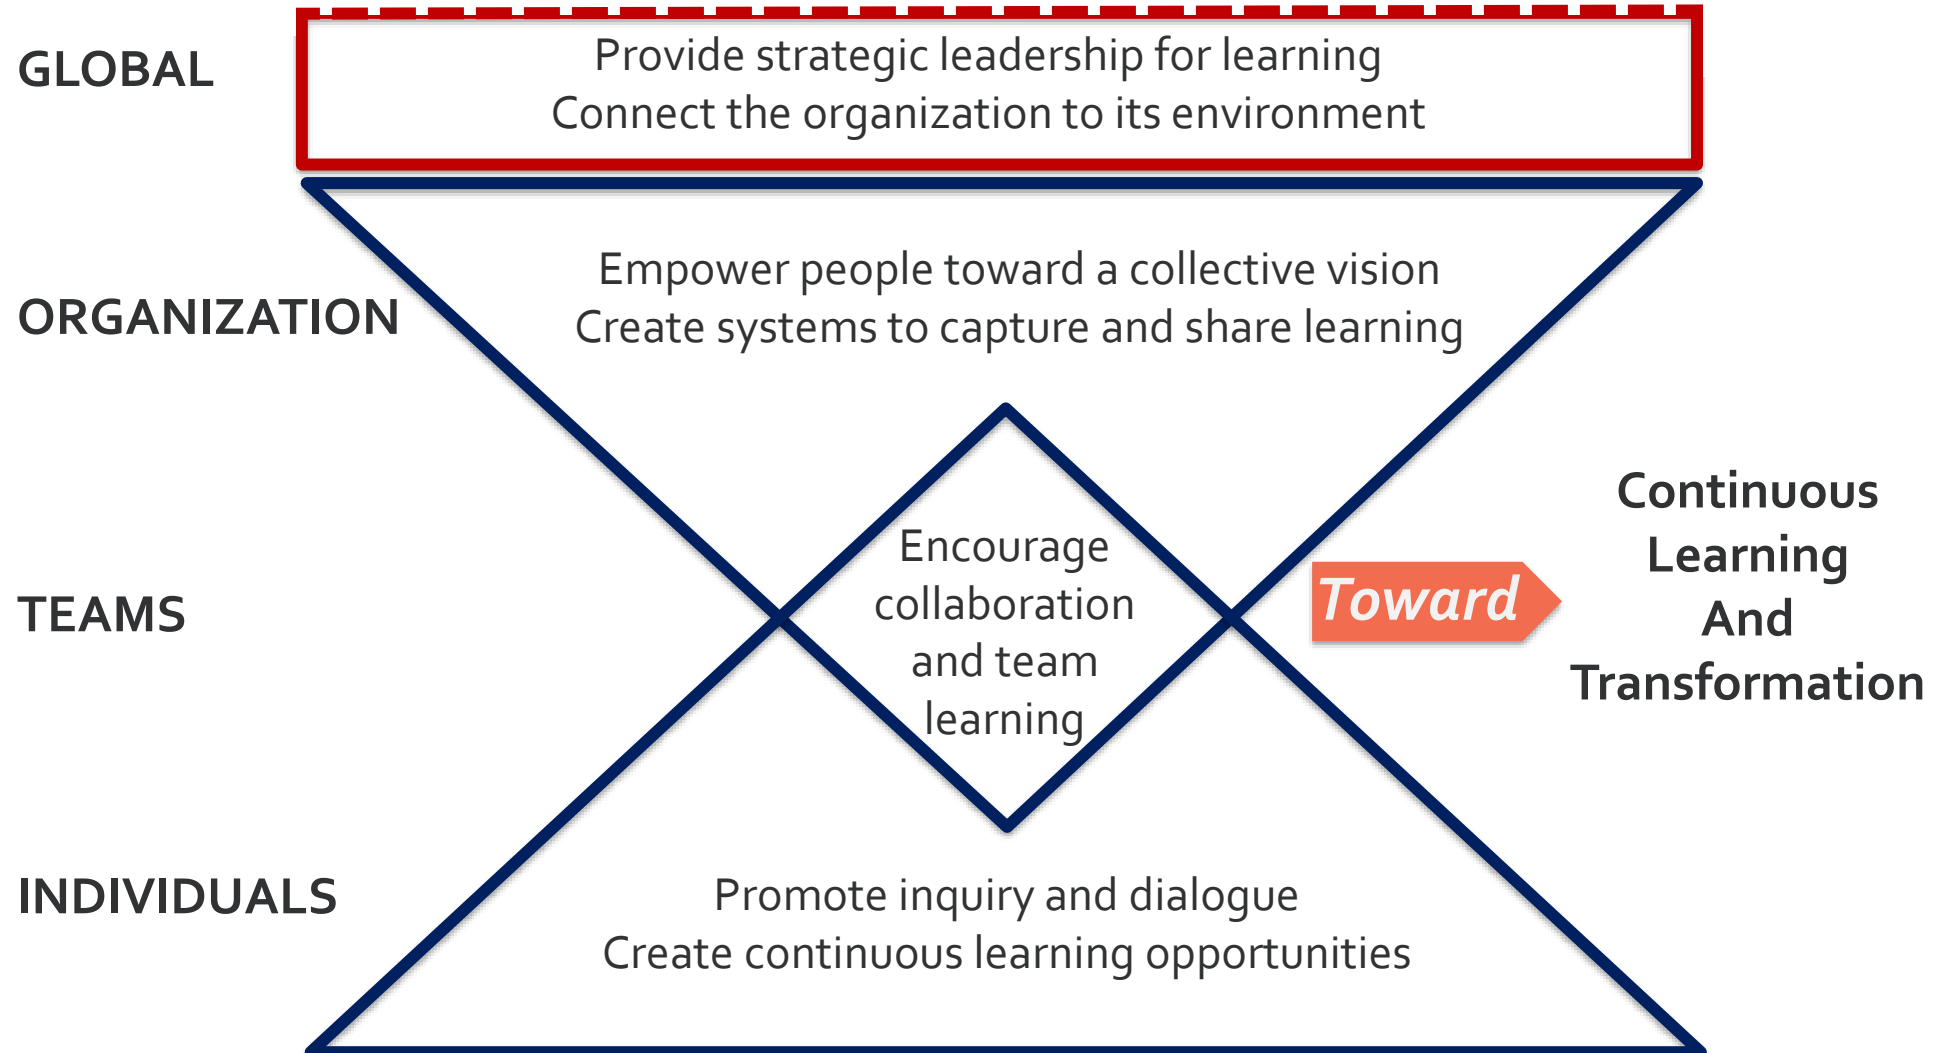 GLOBAL
Provide strategic leadership for learning
Connect the organization to its environment
ORGANIZATION
Empower people toward a collective vision
Create systems to capture and share learning
TEAMS
Encourage
collaboration
and team
learning
Toward
Continuous
Learning
And
Transformation
INDIVIDUALS
Promote inquiry and dialogue
Create continuous learning opportunities